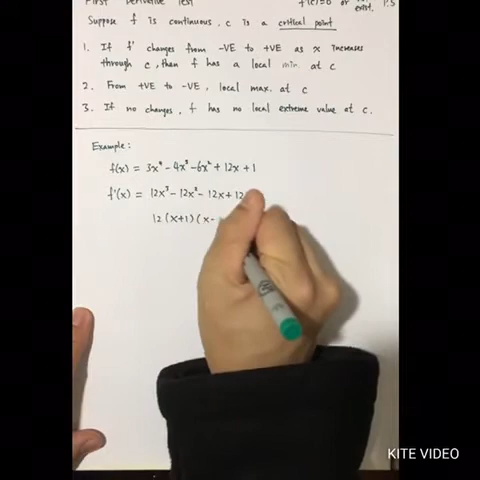 First Derivative Test f'(c)=0 or exist. 1.5
Suppose f is continuous, c is a critical point
1. If f' changes from -VE to +VE as x increases
through c, then f has a local min. at c
2. From +VE to -VE, local max. at c
3. If no changes, f has no local extreme value at c.
Example:
f(x) = 3x⁴ - 4x³ - 6x² + 12x + 1
f'(x) = 12x³ - 12x² - 12x + 12
12(x+1)(x-
KITE VIDEO